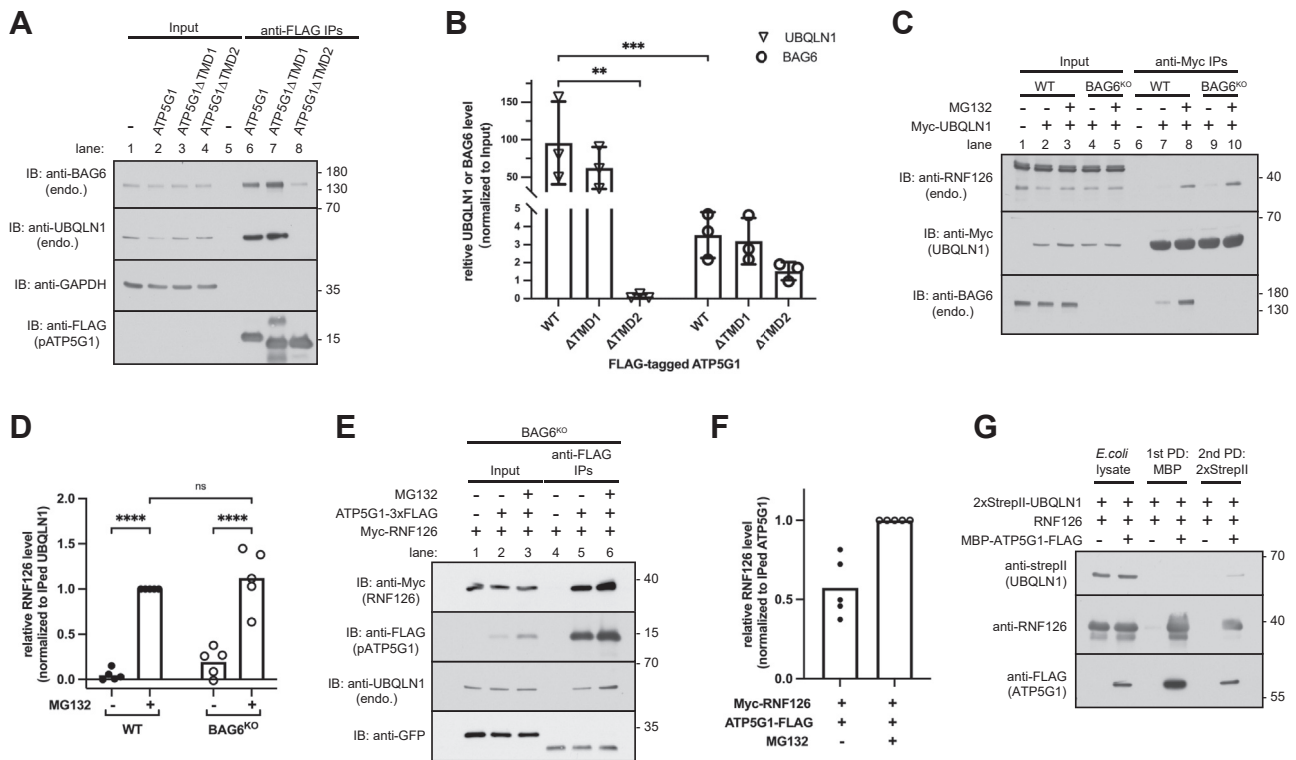 A
Input
anti-FLAG IPs
-
ATP5G1
ATP5G1ΔTMD1
ATP5G1ΔTMD2
-
ATP5G1
ATP5G1ΔTMD1
ATP5G1ΔTMD2
lane: 1 2 3 4 5 6 7 8
IB: anti-BAG6
(endo.)
180
130
70
IB: anti-UBQLN1
(endo.)
IB: anti-GAPDH
35
IB: anti-FLAG
(pATP5G1)
15
B
UBQLN1
BAG6
***
**
reltive UBQLN1 or BAG6 level
(normalized to Input)
150
100
50
5
4
3
2
1
0
WT
ΔTMD1
ΔTMD2
WT
ΔTMD1
ΔTMD2
FLAG-tagged ATP5G1
C
Input
anti-Myc IPs
WT BAG6KO WT BAG6KO
MG132 - - + - + - - + - +
Myc-UBQLN1 - + + + + - + + + +
lane 1 2 3 4 5 6 7 8 9 10
IB: anti-RNF126
(endo.)
40
70
IB: anti-Myc
(UBQLN1)
IB: anti-BAG6
(endo.)
180
130
D
relative RNF126 level
(normalized to IPed UBQLN1)
2.0
1.5
1.0
0.5
0.0
ns
****
****
MG132 - + - +
WT
BAG6KO
E
BAG6KO
Input
anti-FLAG
IPs
MG132 - - + - - +
ATP5G1-3xFLAG - + + - + +
Myc-RNF126 + + + + + +
lane: 1 2 3 4 5 6
IB: anti-Myc
(RNF126)
40
IB: anti-FLAG
(pATP5G1)
15
70
IB: anti-UBQLN1
(endo.)
35
IB: anti-GFP
F
relative RNF126 level
(normalized to IPed ATP5G1)
1.0
0.5
0.0
Myc-RNF126 + +
ATP5G1-FLAG + +
MG132 - +
G
E.coli
lysate
1st PD:
MBP
2nd PD:
2xStrepII
2xStrepII-UBQLN1 + + + + + +
RNF126 + + + + + +
MBP-ATP5G1-FLAG - + - + - +
anti-strepII
(UBQLN1)
70
anti-RNF126
40
anti-FLAG
(ATP5G1)
55